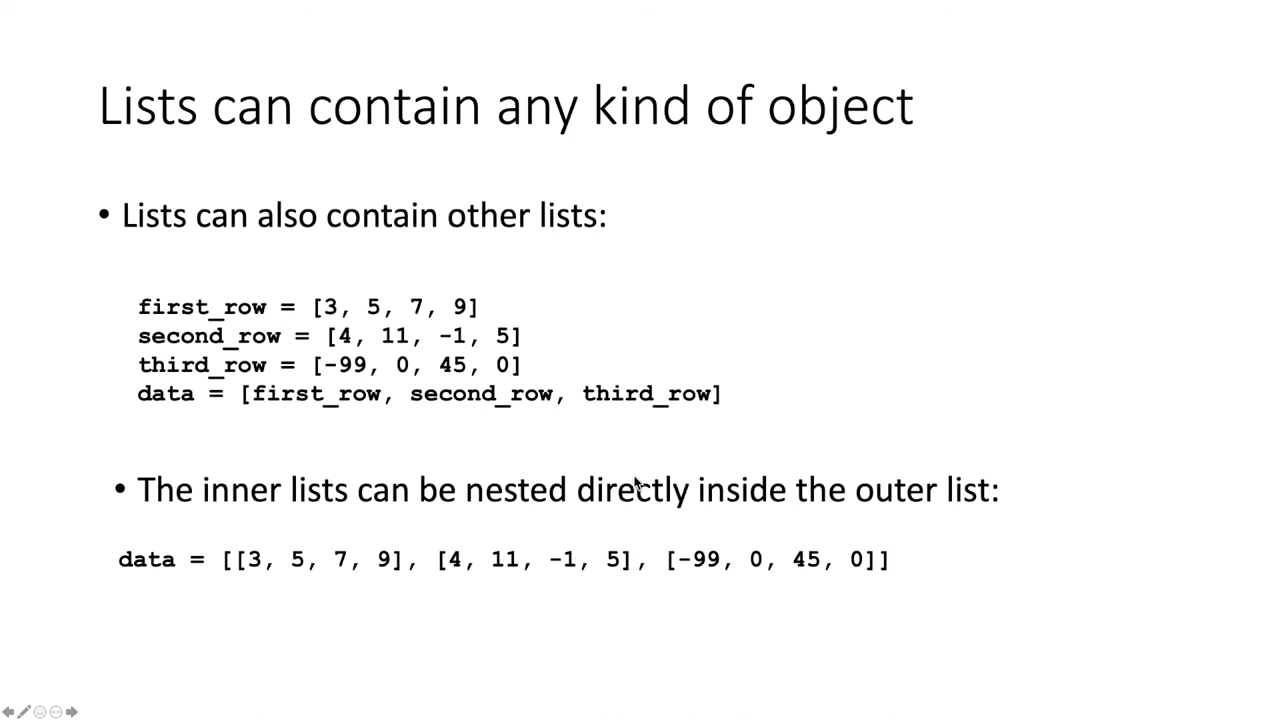 Lists can contain any kind of object
• Lists can also contain other lists:
first_row = [3, 5, 7, 9]
second_row = [4, 11, -1, 5]
third_row = [-99, 0, 45, 0]
data = [first_row, second_row, third_row]
• The inner lists can be nested directly inside the outer list:
data = [[3, 5, 7, 9], [4, 11, -1, 5], [-99, 0, 45, 0]]